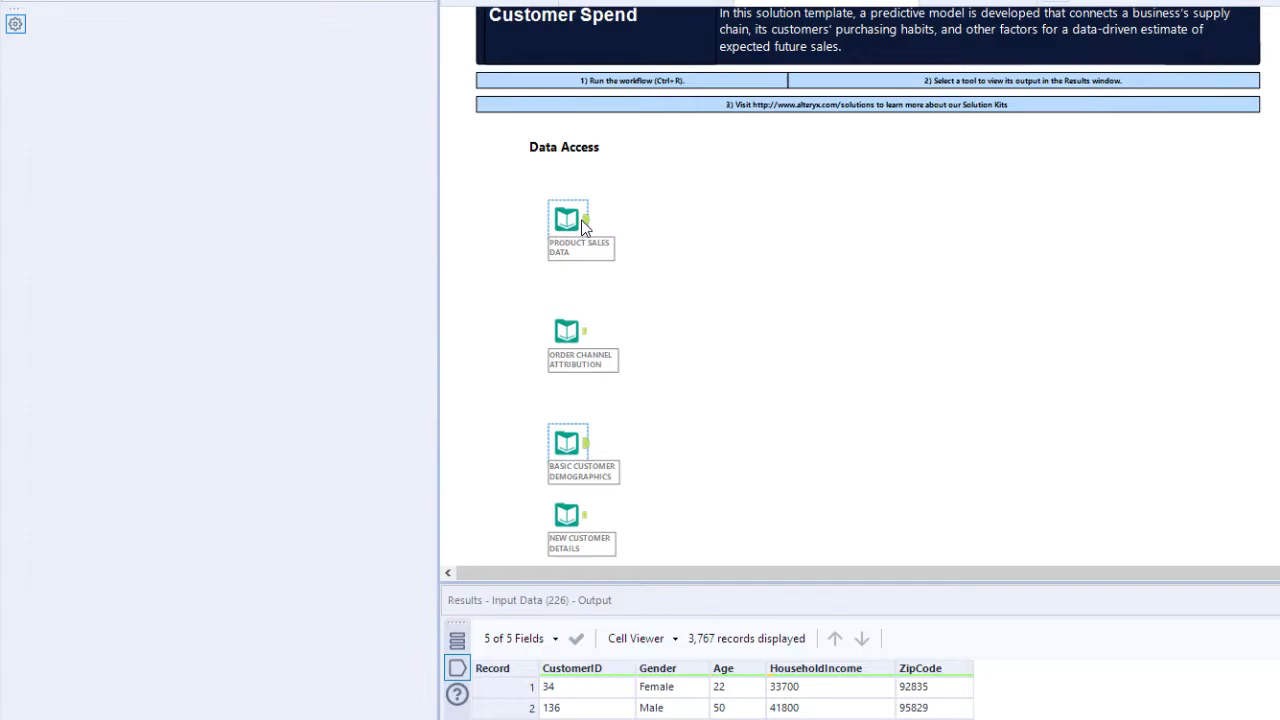 Customer Spend
In this solution template, a predictive model is developed that connects a business's supply
chain, its customers' purchasing habits, and other factors for a data-driven estimate of
expected future sales.
1) Run the workflow (Ctrl+R).
2) Select a tool to view its output in the Results window.
3) Visit http://www.alteryx.com/solutions to learn more about our Solution Kits
Data Access
PRODUCT SALES
DATA
ORDER CHANNEL
ATTRIBUTION
BASIC CUSTOMER
DEMOGRAPHICS
NEW CUSTOMER
DETAILS
Results - Input Data (226) - Output
5 of 5 Fields
Cell Viewer
3,767 records displayed
Record CustomerID Gender Age HouseholdIncome ZipCode
1 34 Female 22 33700 92835
2 136 Male 50 41800 95829